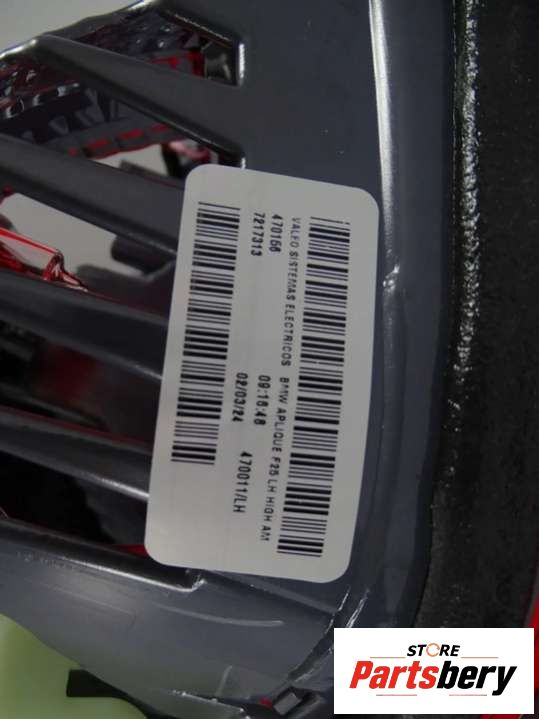 VALEO SISTEMAS ELECTRICOS BMW APLIQUE F25 LH HIGH AM
470156 09:16:48 470011/LH
7217313 02/03/24
STORE
Partsbery